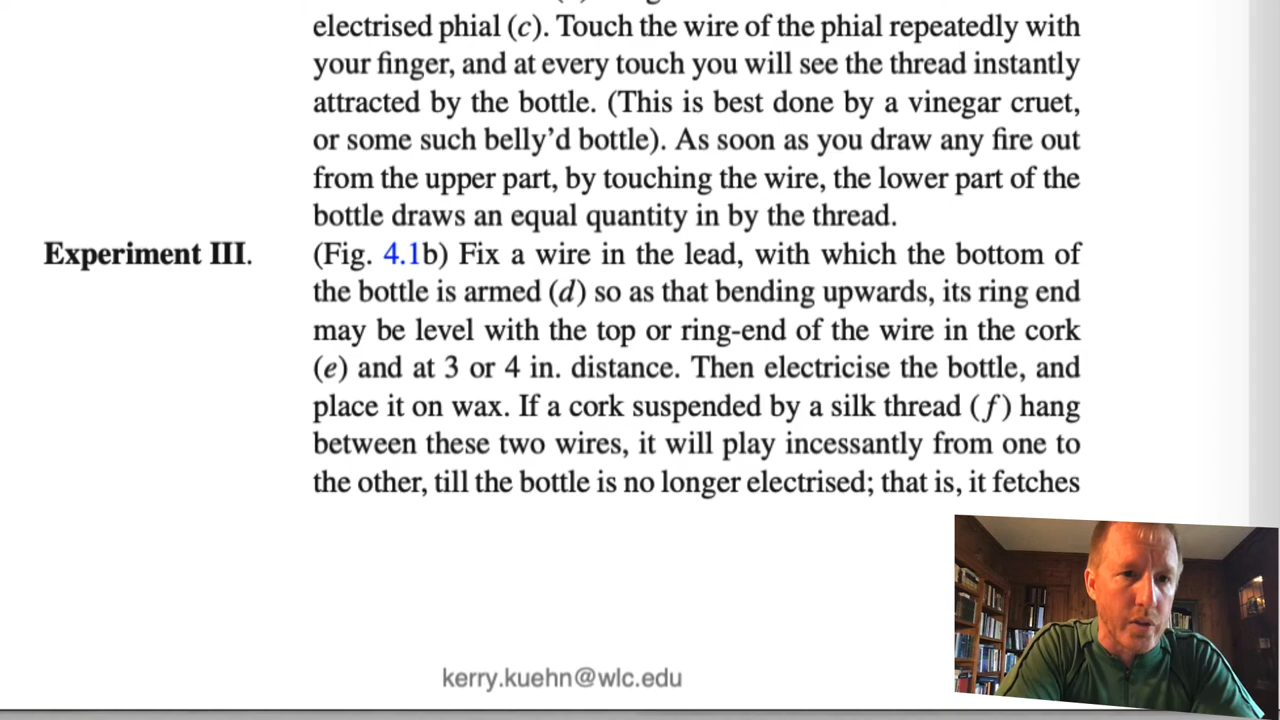 electrised phial (c). Touch the wire of the phial repeatedly with
your finger, and at every touch you will see the thread instantly
attracted by the bottle. (This is best done by a vinegar cruet,
or some such belly’d bottle). As soon as you draw any fire out
from the upper part, by touching the wire, the lower part of the
bottle draws an equal quantity in by the thread.
Experiment III. (Fig. 4.1b) Fix a wire in the lead, with which the bottom of
the bottle is armed (d) so as that bending upwards, its ring end
may be level with the top or ring-end of the wire in the cork
(e) and at 3 or 4 in. distance. Then electricise the bottle, and
place it on wax. If a cork suspended by a silk thread (f) hang
between these two wires, it will play incessantly from one to
the other, till the bottle is no longer electrised; that is, it fetches
kerry.kuehn@wlc.edu